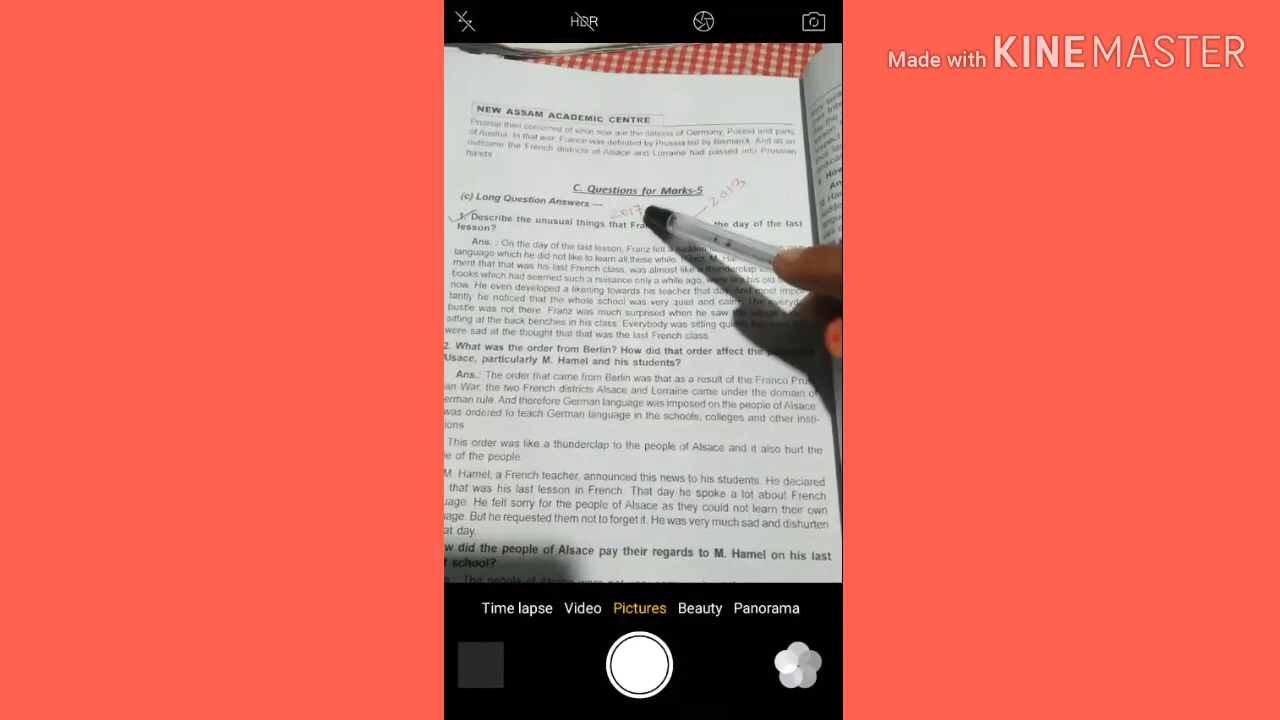 HDR
Made with KINEMASTER
NEW ASSAM ACADEMIC CENTRE
Prussia then consisted of what now are the nations of Germany, Poland and parts
of Austria. In that war, France was defeated by Prussia led by Bismarck. And as an
outcome the French districts of Alsace and Lorraine had passed into Prussian
hands.
C. Questions for Marks-5
2013
(c) Long Question Answers —
2017
1. Describe the unusual things that the day of the last
lesson?
Ans. : On the day of the last lesson, Franz felt a
language which he did not like to learn all those while.
ment that that was his last French class, was almost like a thunderclap
books which had seemed such a nuisance only a while ago, were like his old
now. He even developed a likening towards his teacher that day. And most impor-
tantly he noticed that the whole school was very quiet and calm. The everyd
bustle was not there. Franz was much surprised when he saw the
sitting at the back benches in his class. Everybody was sitting
were sad at the thought that that was the last French class.
2. What was the order from Berlin? How did that order affect the
Alsace, particularly M. Hamel and his students?
Ans.: The order that came from Berlin was that as a result of the Franco Prus
an War, the two French districts Alsace and Lorraine came under the domain of
erman rule. And therefore German language was imposed on the people of Alsace
was ordered to teach German language in the schools, colleges and other insti-
ions
This order was like a thunderclap to the people of Alsace and it also hurt the
e of the people.
M. Hamel, a French teacher, announced this news to his students. He declared
that was his last lesson in French. That day he spoke a lot about French
uage. He felt sorry for the people of Alsace as they could not learn their own
uage. But he requested them not to forget it. He was very much sad and dishurten
at day.
w did the people of Alsace pay their regards to M. Hamel on his last
f school?
Time lapse Video Pictures Beauty Panorama